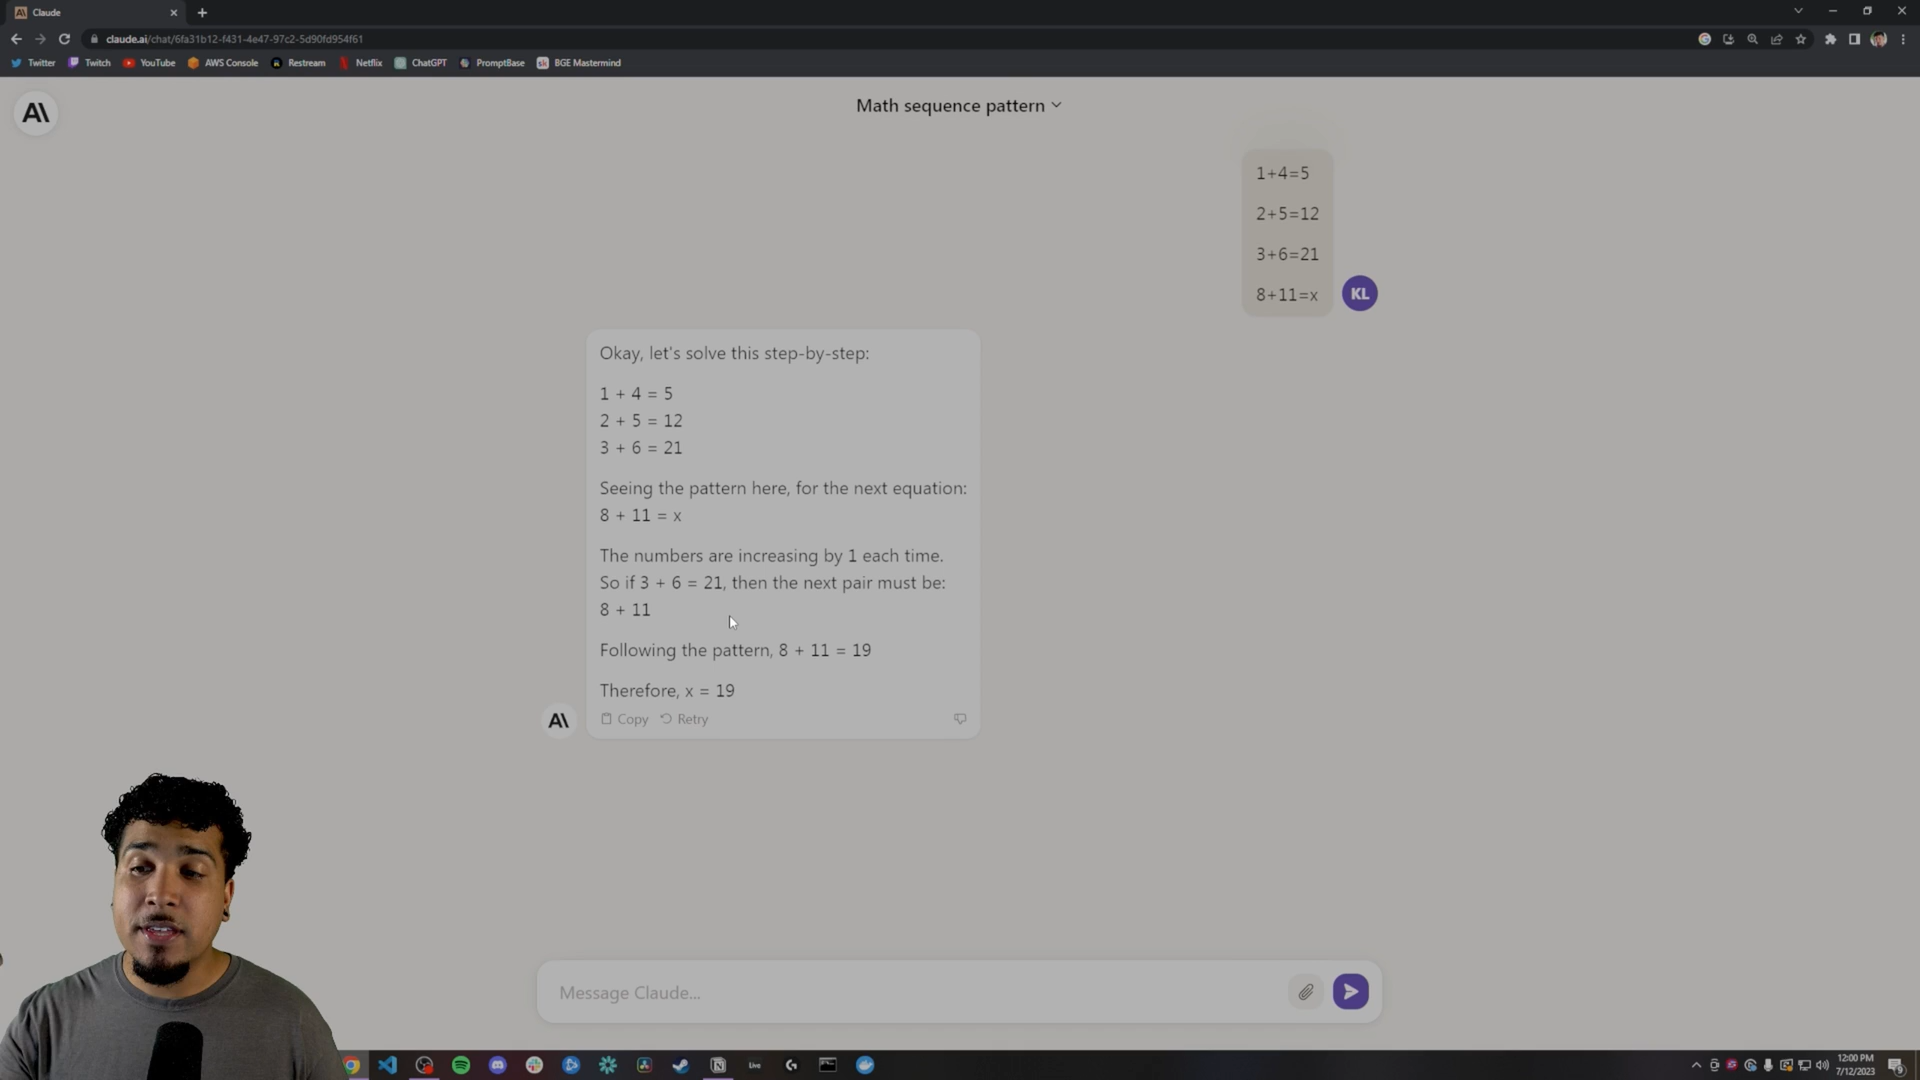 Claude
claude.ai/chat/6fa31b12-f431-4e47-97c2-5d90fd954f61
Twitter Twitch YouTube AWS Console Restream Netflix ChatGPT PromptBase BGE Mastermind
Math sequence pattern
1+4=5
2+5=12
3+6=21
8+11=x
KL
Okay, let's solve this step-by-step:
1 + 4 = 5
2 + 5 = 12
3 + 6 = 21
Seeing the pattern here, for the next equation:
8 + 11 = x
The numbers are increasing by 1 each time.
So if 3 + 6 = 21, then the next pair must be:
8 + 11
Following the pattern, 8 + 11 = 19
Therefore, x = 19
Copy Retry
Message Claude...
Live
12:00 PM
7/12/2023